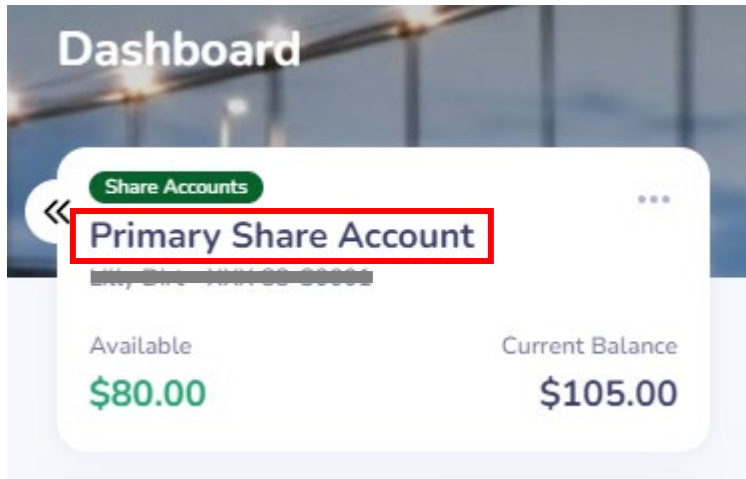 Dashboard
Share Accounts
Primary Share Account
Available
Current Balance
$80.00
$105.00